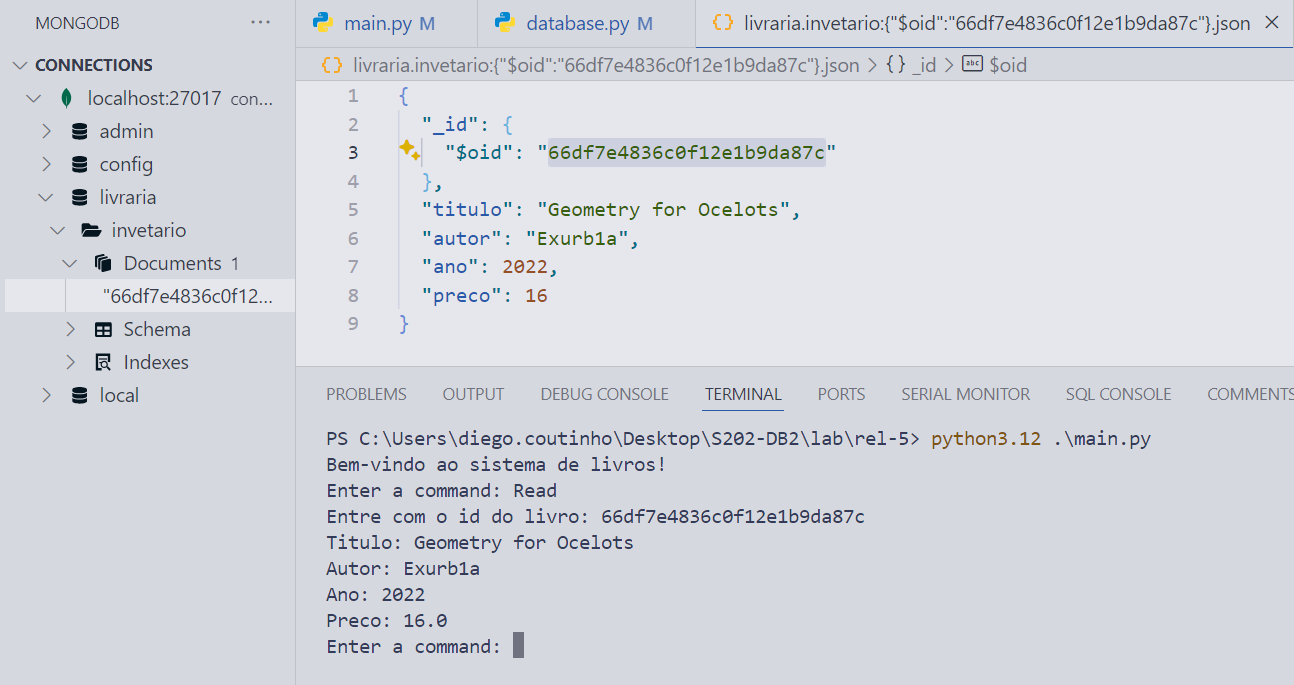 MONGODB
CONNECTIONS
localhost:27017 con...
admin
config
livraria
invetario
Documents 1
"66df7e4836c0f12...
Schema
Indexes
local
main.py M
database.py M
livraria.invetario:{"$oid":"66df7e4836c0f12e1b9da87c"}.json
livraria.invetario:{"$oid":"66df7e4836c0f12e1b9da87c"}.json > {} _id > abc $oid
1 {
2 "_id": {
3 "$oid": "66df7e4836c0f12e1b9da87c"
4 },
5 "titulo": "Geometry for Ocelots",
6 "autor": "Exurb1a",
7 "ano": 2022,
8 "preco": 16
9 }
PROBLEMS OUTPUT DEBUG CONSOLE TERMINAL PORTS SERIAL MONITOR SQL CONSOLE COMMENTS
PS C:\Users\diego.coutinho\Desktop\S202-DB2\lab\rel-5> python3.12 .\main.py
Bem-vindo ao sistema de livros!
Enter a command: Read
Entre com o id do livro: 66df7e4836c0f12e1b9da87c
Titulo: Geometry for Ocelots
Autor: Exurb1a
Ano: 2022
Preco: 16.0
Enter a command: